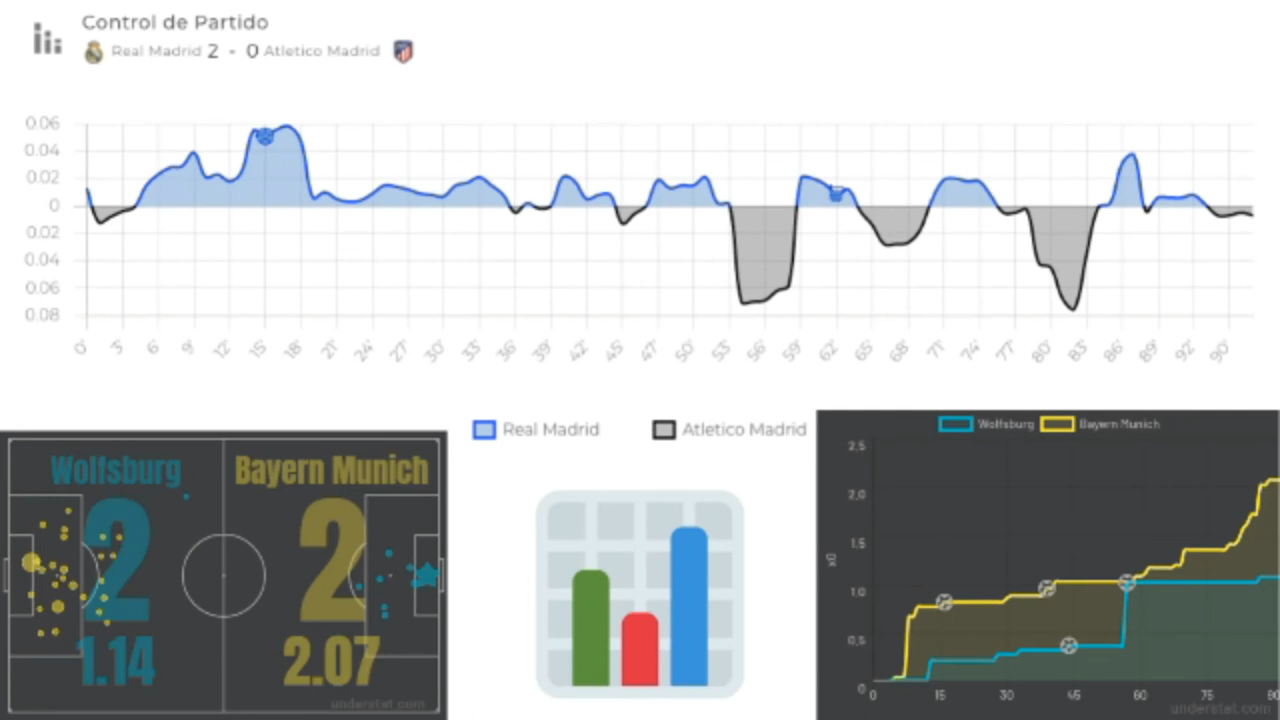 Control de Partido
Real Madrid 2 - 0 Atletico Madrid
0.06
0.04
0.02
0
0.02
0.04
0.06
0.08
0' 3' 6' 9' 12' 15' 18' 21' 24' 27' 30' 33' 36' 39' 42' 45' 47' 50' 53' 56' 59' 62' 65' 68' 71' 74' 77' 80' 83' 86' 89' 92' 90'
Real Madrid Atletico Madrid
Wolfsburg Bayern Munich
2 2
1.14 2.07
understat.com
Wolfsburg Bayern Munich
2,5
2,0
1,5
xG
1,0
0,5
0
0 15 30 45 60 75 90
understat.com